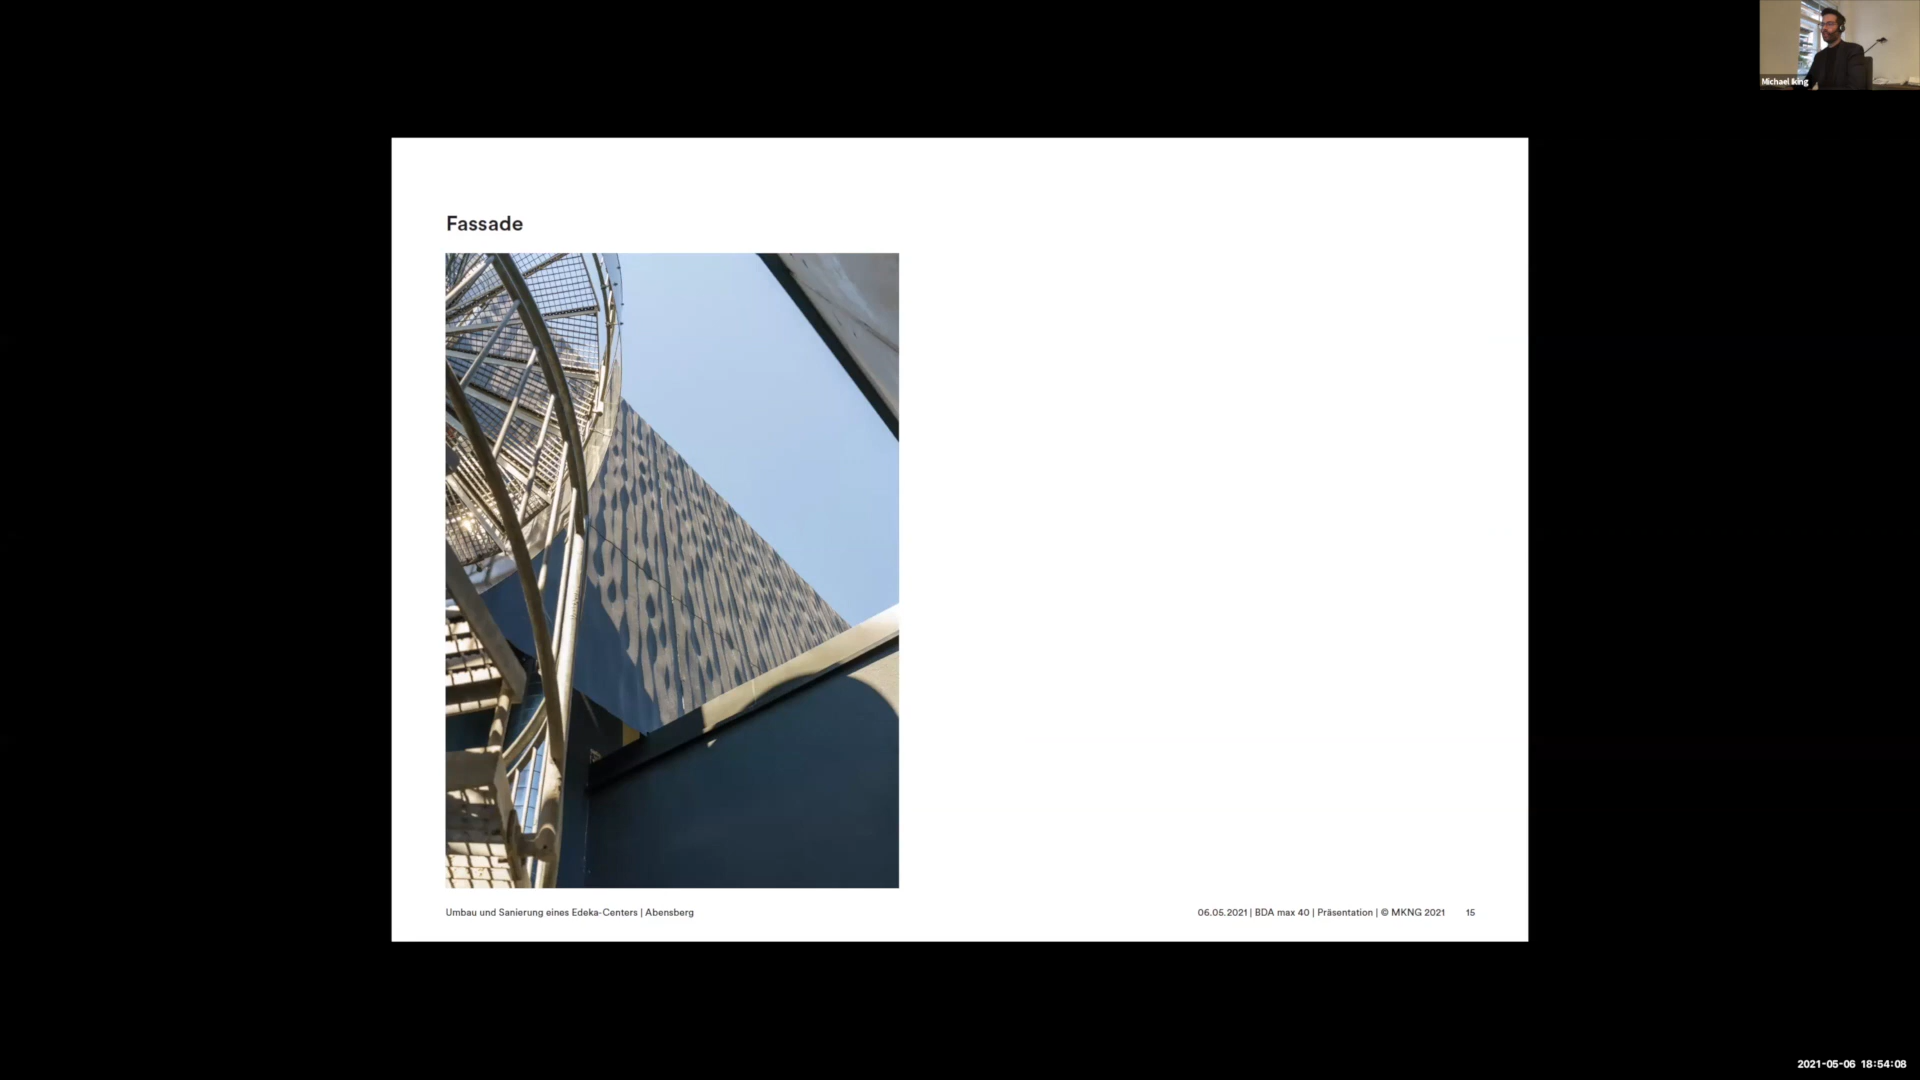 Michael Iking
Fassade
Umbau und Sanierung eines Edeka-Centers | Abensberg
06.05.2021 | BDA max 40 | Präsentation | © MKNG 2021 15
2021-05-06 18:54:08